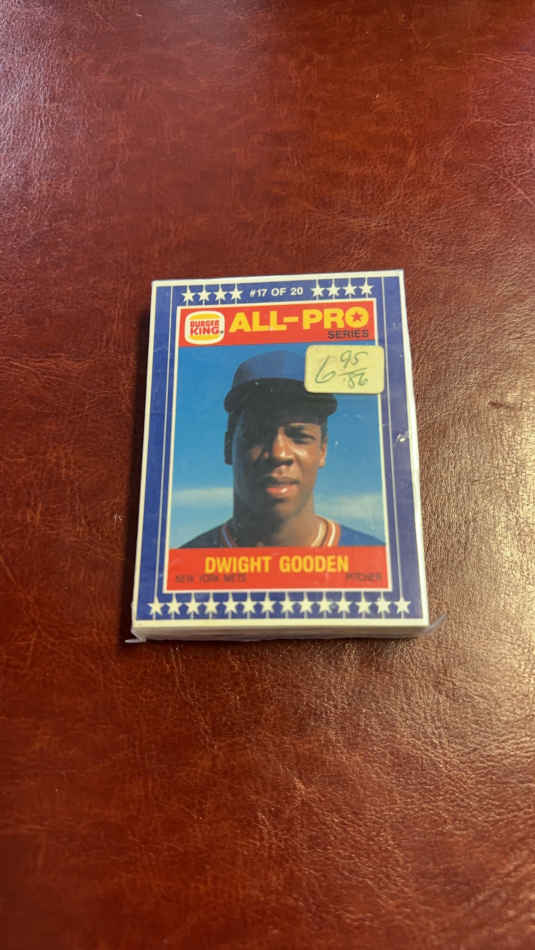 #17 OF 20
BURGER
KING®
ALL-PRO
SERIES
6 95
'86
DWIGHT GOODEN
NEW YORK METS PITCHER